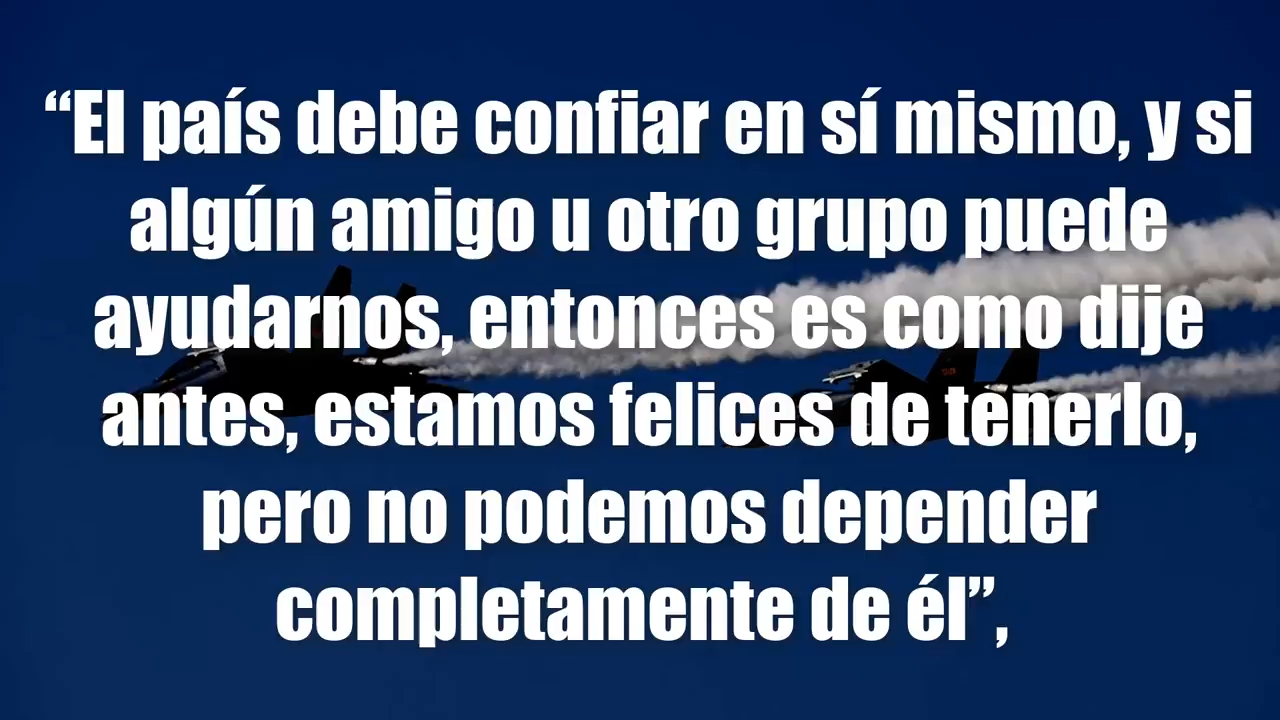 “El país debe confiar en sí mismo, y si
algún amigo u otro grupo puede
ayudarnos, entonces es como dije
antes, estamos felices de tenerlo,
pero no podemos depender
completamente de él”,